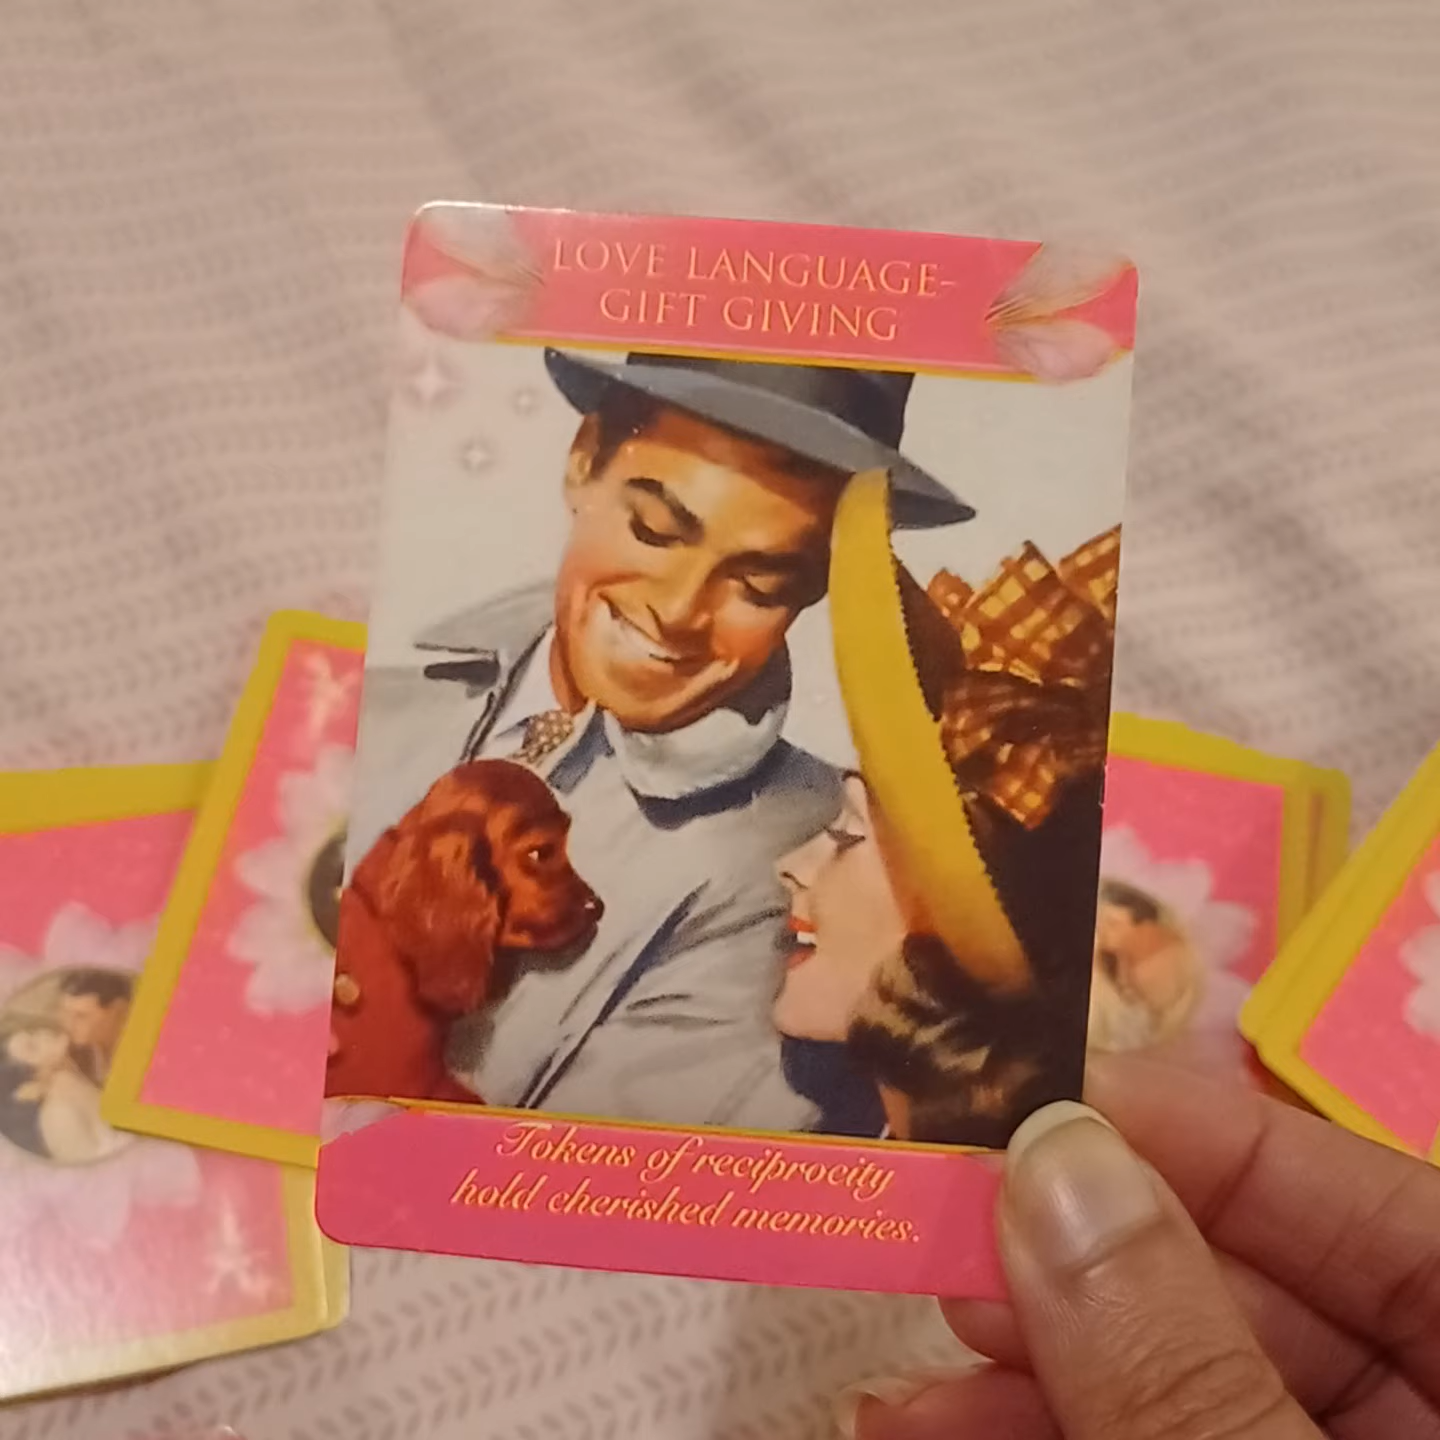 LOVE LANGUAGE-
GIFT GIVING
Tokens of reciprocity
hold cherished memories.